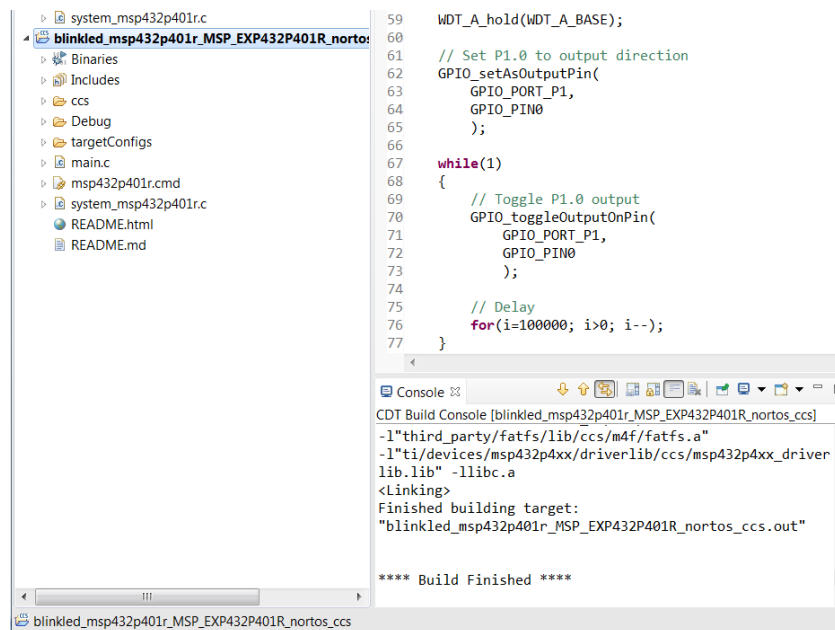 system_msp432p401r.c
blinkled_msp432p401r_MSP_EXP432P401R_nortos
Binaries
Includes
ccs
Debug
targetConfigs
main.c
msp432p401r.cmd
system_msp432p401r.c
README.html
README.md
59 WDT_A_hold(WDT_A_BASE);
60
61 // Set P1.0 to output direction
62 GPIO_setAsOutputPin(
63 GPIO_PORT_P1,
64 GPIO_PIN0
65 );
66
67 while(1)
68 {
69 // Toggle P1.0 output
70 GPIO_toggleOutputOnPin(
71 GPIO_PORT_P1,
72 GPIO_PIN0
73 );
74
75 // Delay
76 for(i=100000; i>0; i--);
77 }
Console
CDT Build Console [blinkled_msp432p401r_MSP_EXP432P401R_nortos_ccs]
-l"third_party/fatfs/lib/ccs/m4f/fatfs.a"
-l"ti/devices/msp432p4xx/driverlib/ccs/msp432p4xx_driver
lib.lib" -llibc.a
<Linking>
Finished building target:
"blinkled_msp432p401r_MSP_EXP432P401R_nortos_ccs.out"
**** Build Finished ****
blinkled_msp432p401r_MSP_EXP432P401R_nortos_ccs